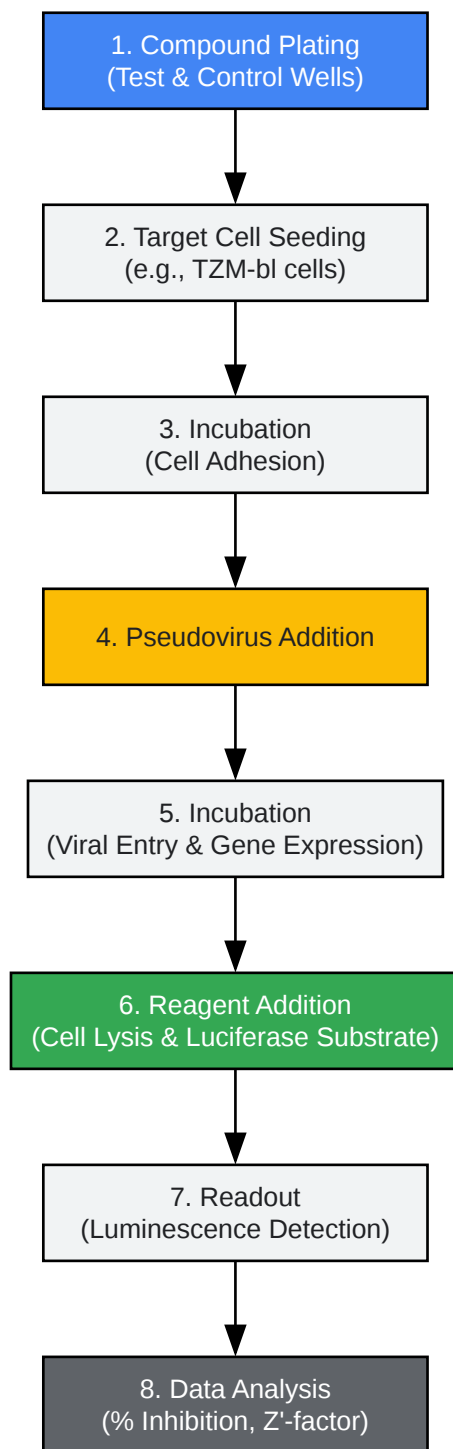 1. Compound Plating
(Test & Control Wells)
2. Target Cell Seeding
(e.g., TZM-bl cells)
3. Incubation
(Cell Adhesion)
4. Pseudovirus Addition
5. Incubation
(Viral Entry & Gene Expression)
6. Reagent Addition
(Cell Lysis & Luciferase Substrate)
7. Readout
(Luminescence Detection)
8. Data Analysis
(% Inhibition, Z'-factor)